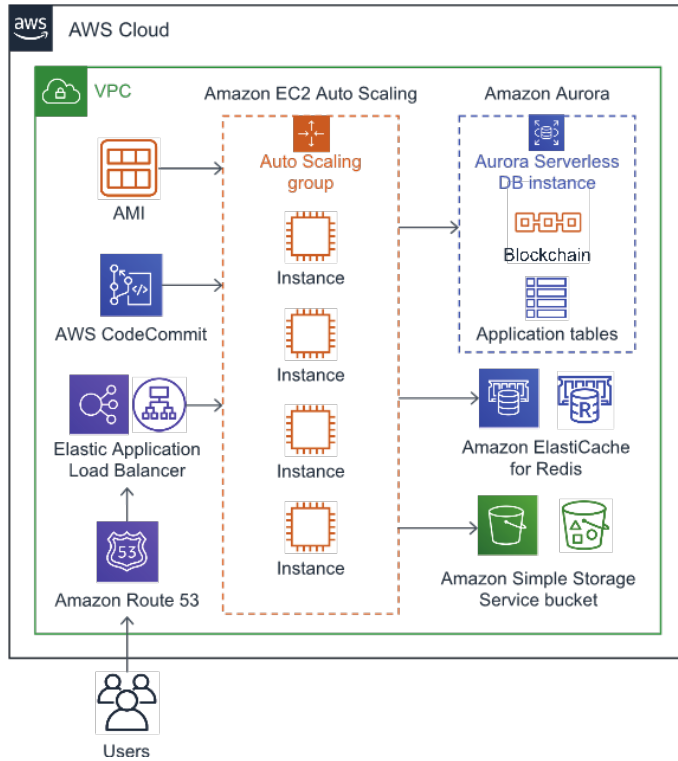 aws
AWS Cloud
VPC
Amazon EC2 Auto Scaling
Amazon Aurora
Auto Scaling
group
Aurora Serverless
DB instance
AMI
Instance
Blockchain
AWS CodeCommit
Application tables
Instance
Elastic Application
Load Balancer
Instance
Amazon ElastiCache
for Redis
R
53
Instance
Amazon Route 53
Amazon Simple Storage
Service bucket
Users